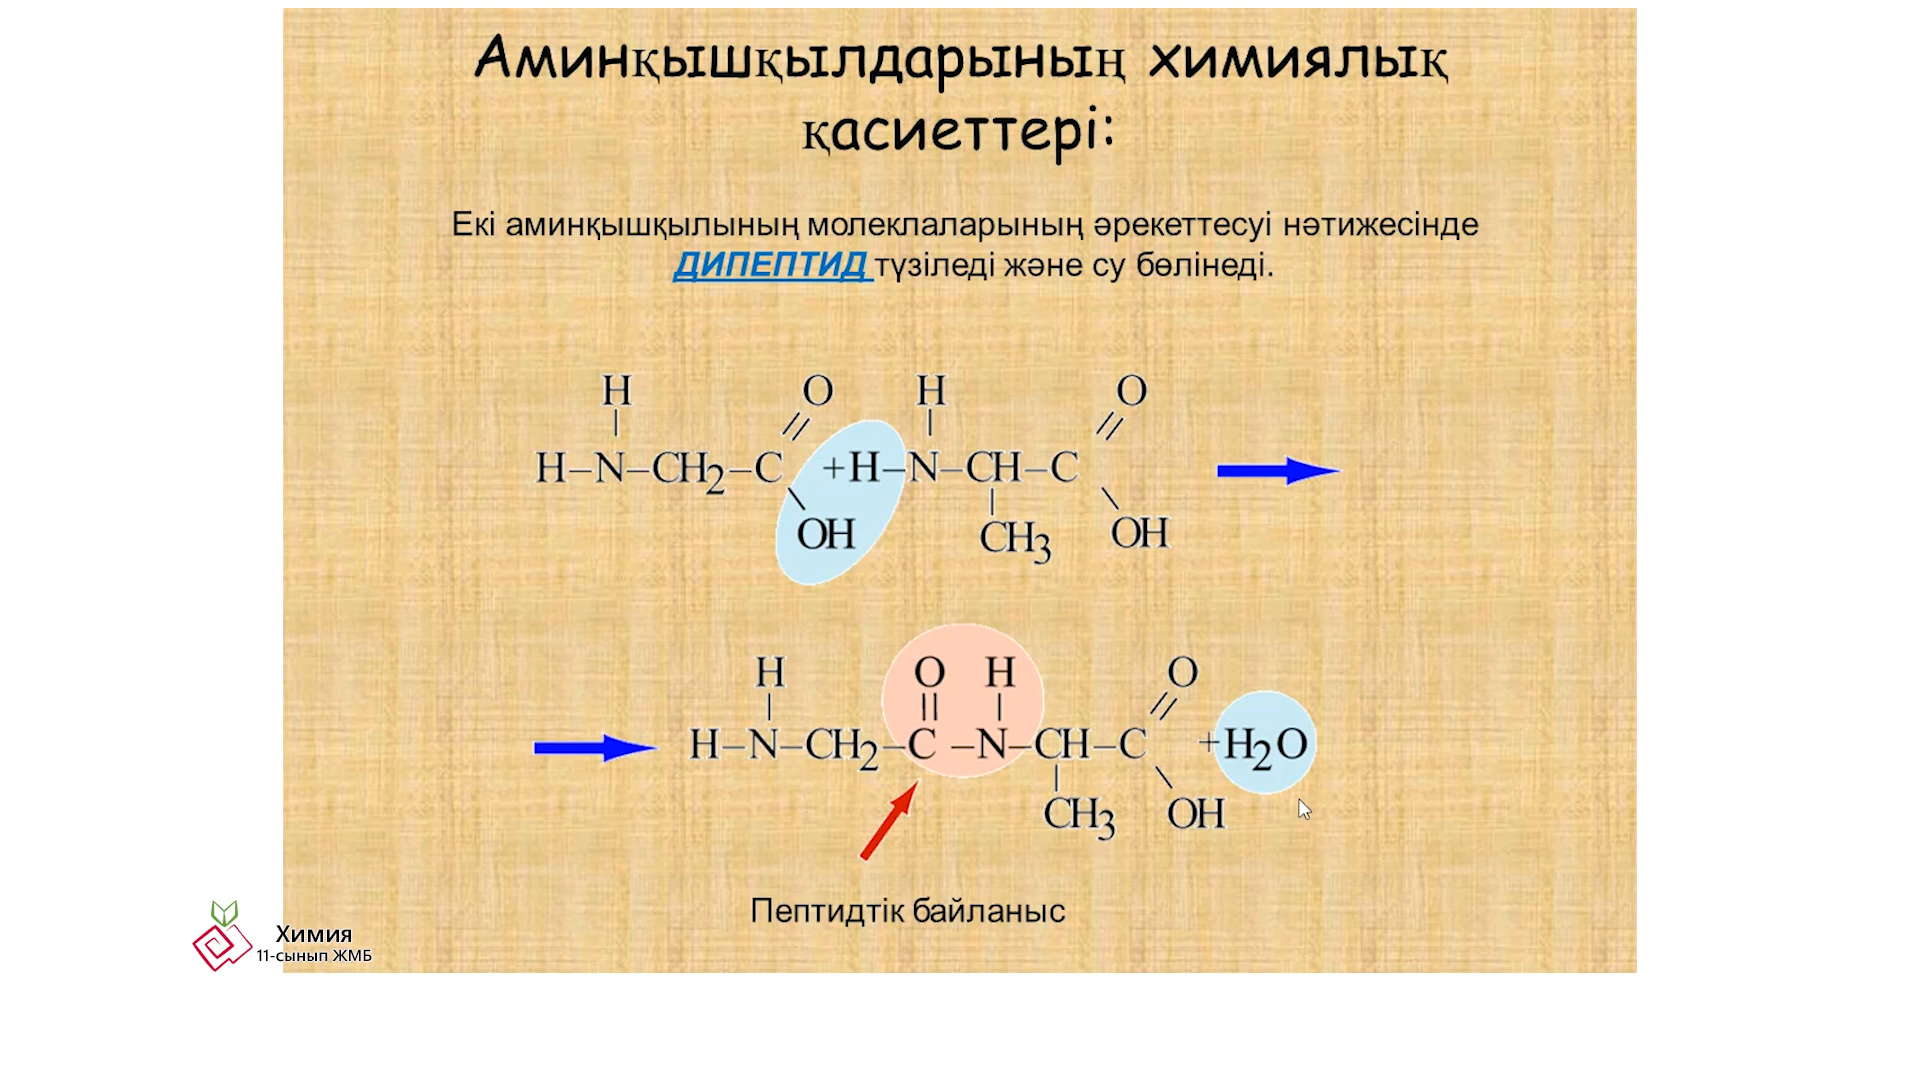 Аминқышқылдарының химиялық
қасиеттері:
Екі аминқышқылының молеклаларының әрекеттесуі нәтижесінде
ДИПЕПТИД түзіледі және су бөлінеді.
H O H O
H–N–CH2–C +H–N–CH–C
OH CH3 OH
H O H O
H–N–CH2–C –N–CH–C +H2O
CH3 OH
Пептидтік байланыс
Химия
11-сынып ЖМБ